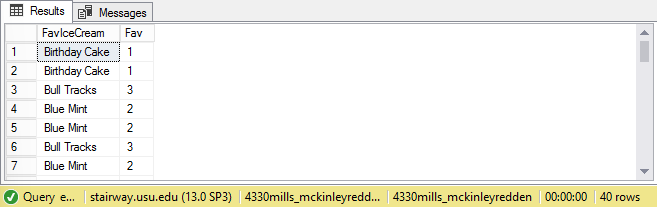 Results Messages
FavIceCream Fav
1 Birthday Cake 1
2 Birthday Cake 1
3 Bull Tracks 3
4 Blue Mint 2
5 Blue Mint 2
6 Bull Tracks 3
7 Blue Mint 2
Query e... stairway.usu.edu (13.0 SP3) 4330mills_mckinleyredd... 4330mills_mckinleyredden 00:00:00 40 rows